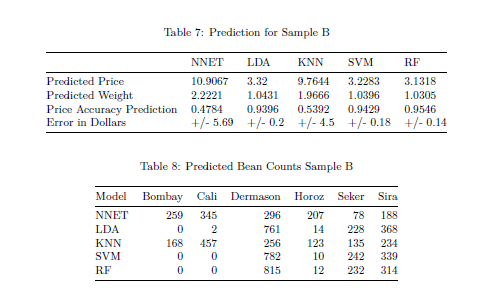 Table 7: Prediction for Sample B
NNET LDA KNN SVM RF
Predicted Price 10.9067 3.32 9.7644 3.2283 3.1318
Predicted Weight 2.2221 1.0431 1.9666 1.0396 1.0305
Price Accuracy Prediction 0.4784 0.9396 0.5392 0.9429 0.9546
Error in Dollars +/- 5.69 +/- 0.2 +/- 4.5 +/- 0.18 +/- 0.14
Table 8: Predicted Bean Counts Sample B
Model Bombay Cali Dermason Horoz Seker Sira
NNET 259 345 296 207 78 188
LDA 0 2 761 14 228 368
KNN 168 457 256 123 135 234
SVM 0 0 782 10 242 339
RF 0 0 815 12 232 314